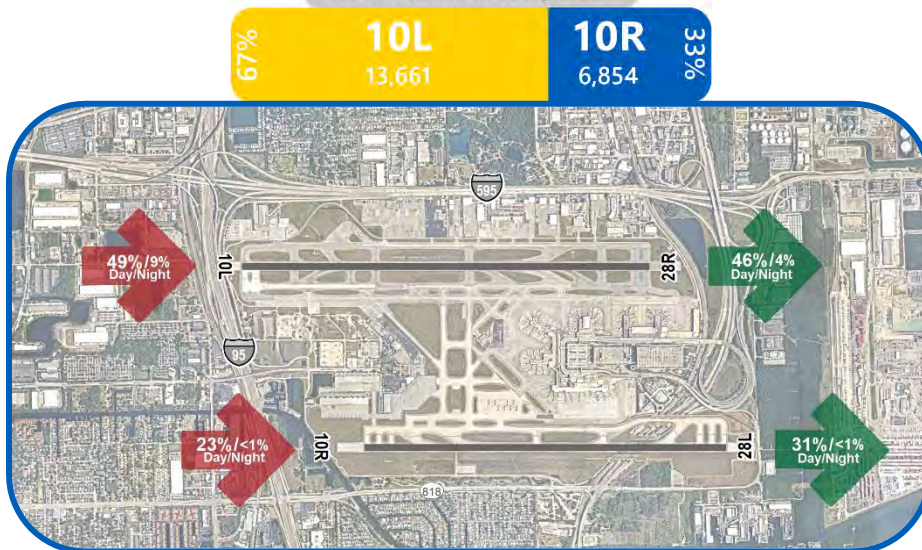 67%
10L
13,661
10R
6,854
33%
595
49%/9%
Day/Night
10L
28R
46%/4%
Day/Night
95
23%/<1%
Day/Night
10R
28L
31%/<1%
Day/Night
818